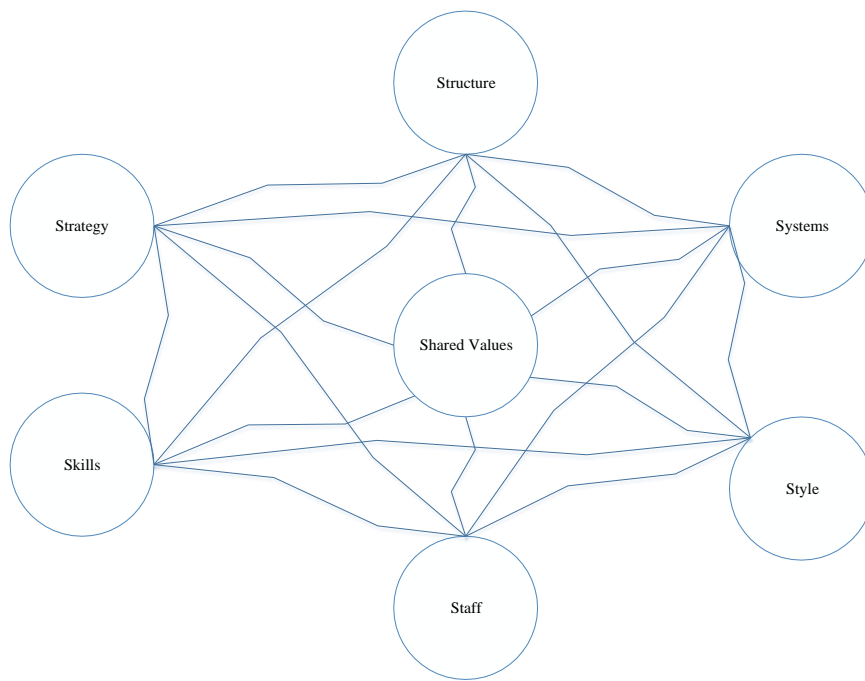 Structure
Strategy
Systems
Shared Values
Skills
Style
Staff